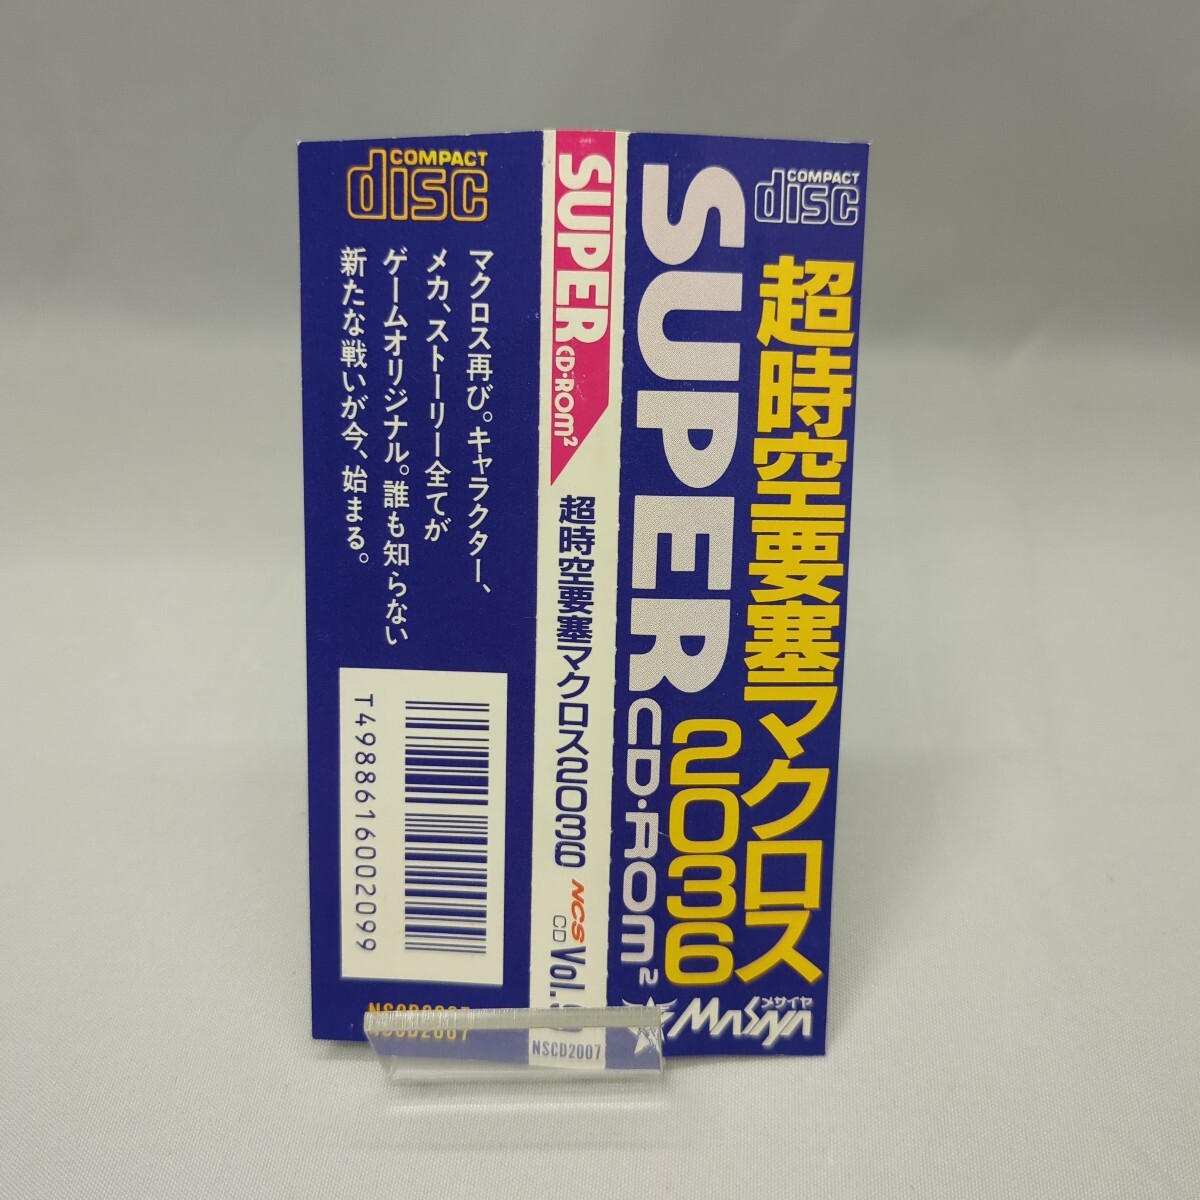 COMPACT
disc
マクロス再び。キャラクター、
メカ、ストーリー全てが
ゲームオリジナル。誰も知らない
新たな戦いが今、始まる。
T4988616002099
NSCD2007
SUPER CD·ROM²
超時空要塞マクロス2036
NCS
CD Vol.
NSCD2007
COMPACT
disc
超時空要塞マクロス
2036
SUPER CD·ROM²
メサイヤ
MASAYA